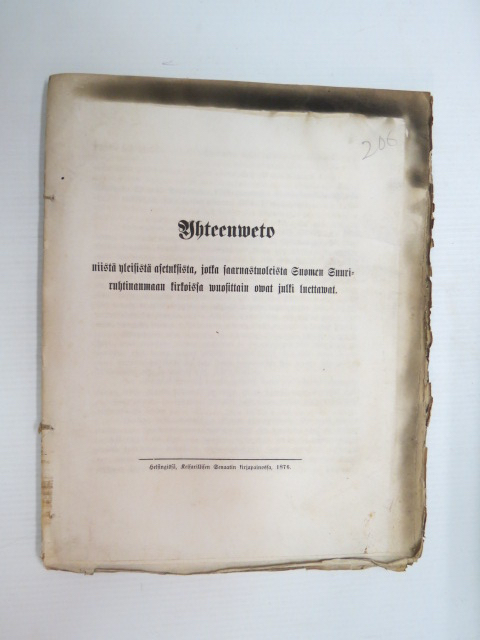 206
Yhteenweto
niistä yleisistä asetuksista, jotka saarnastuoleista Suomen Suuri-
ruhtinanmaan kirkoissa wuosittain owat julki luettawat.
Helsingissä, Keisarillisen Senaatin kirjapainossa, 1876.